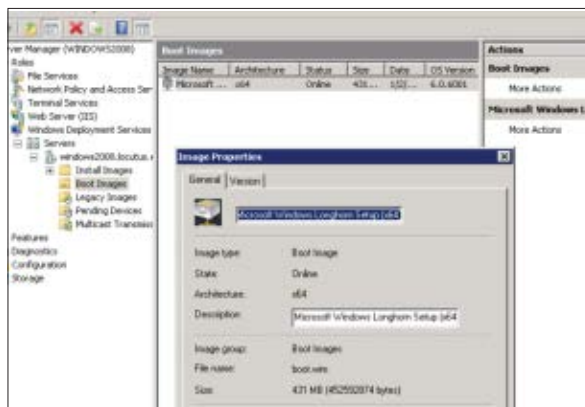 ver Manager (WINDOWS2008)
Roles
File Services
Network Policy and Access Ser
Terminal Services
Web Server (IIS)
Windows Deployment Services
Servers
windows2008.locutus.
Install Images
Boot Images
Legacy Images
Pending Devices
Multicast Transmiss
Features
Diagnostics
Configuration
Storage
Boot Images
Image Name Architecture Status Size Date OS Version
Microsoft ... x64 Online 431... 6.0.6001
Actions
Boot Images
More Actions
Microsoft Windows L
More Actions
Image Properties
General Version
Microsoft Windows Longhorn Setup (x64
Image type: Boot Image
State: Online
Architecture: x64
Description: Microsoft Windows Longhorn Setup (x64
Image group: Boot Images
File name: boot.wim
Size: 431 MB (452592874 bytes)